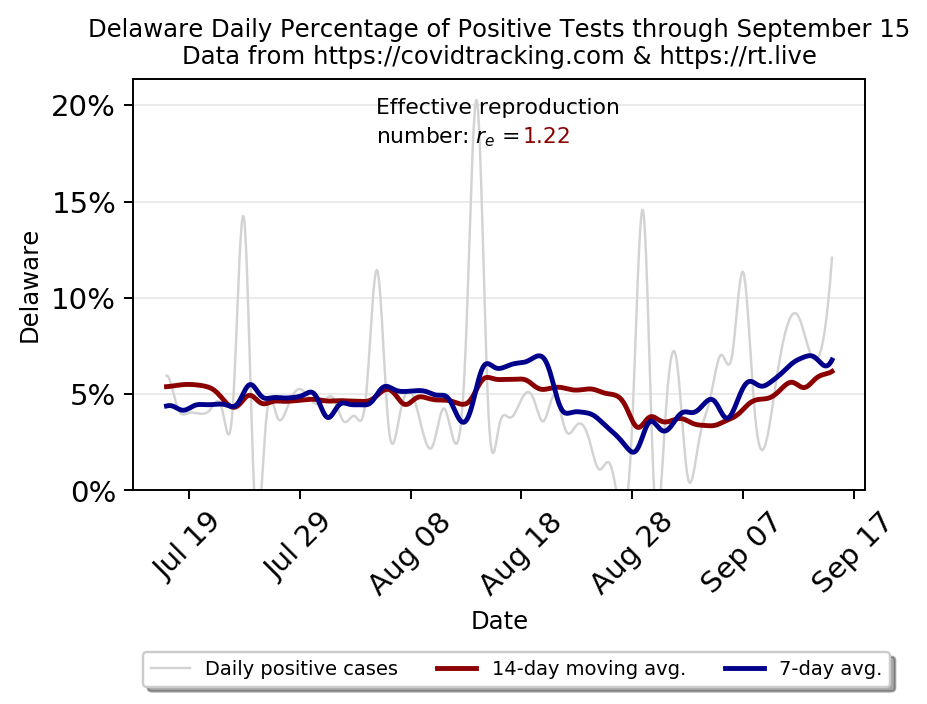 Delaware Daily Percentage of Positive Tests through September 15
Data from https://covidtracking.com & https://rt.live
Effective reproduction
number: rₑ =1.22
20%
15%
10%
5%
0%
Delaware
Jul 19
Jul 29
Aug 08
Aug 18
Aug 28
Sep 07
Sep 17
Date
Daily positive cases
14-day moving avg.
7-day avg.